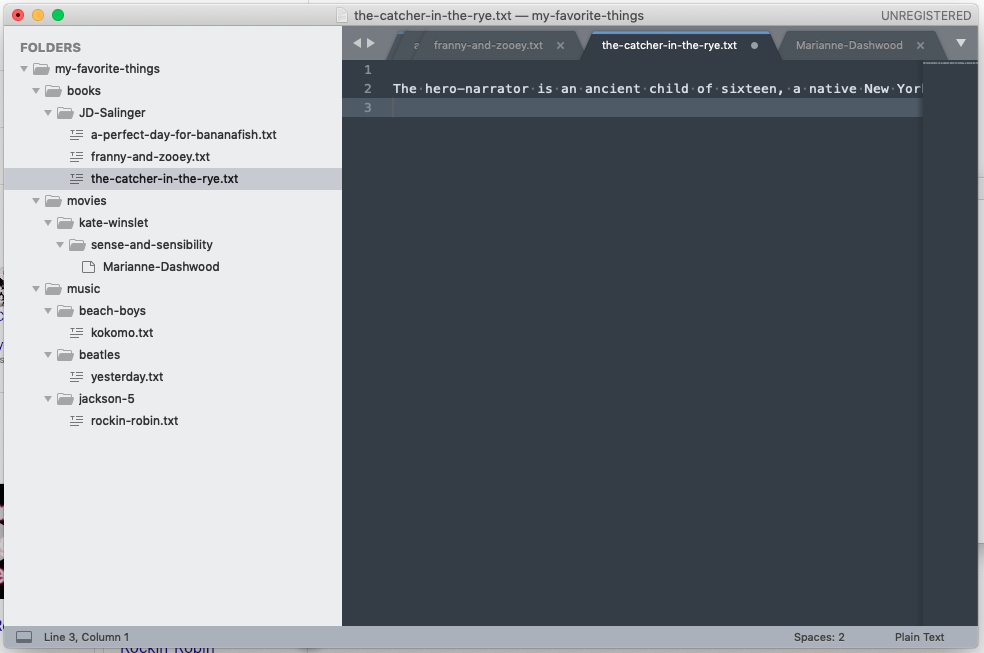 the-catcher-in-the-rye.txt — my-favorite-things
UNREGISTERED
FOLDERS
my-favorite-things
books
JD-Salinger
a-perfect-day-for-bananafish.txt
franny-and-zooey.txt
the-catcher-in-the-rye.txt
movies
kate-winslet
sense-and-sensibility
Marianne-Dashwood
music
beach-boys
kokomo.txt
beatles
yesterday.txt
jackson-5
rockin-robin.txt
a franny-and-zooey.txt × the-catcher-in-the-rye.txt Marianne-Dashwood ×
1
2 The hero-narrator is an ancient child of sixteen, a native New York
3
Line 3, Column 1
Spaces: 2
Plain Text
Rockin' Robin